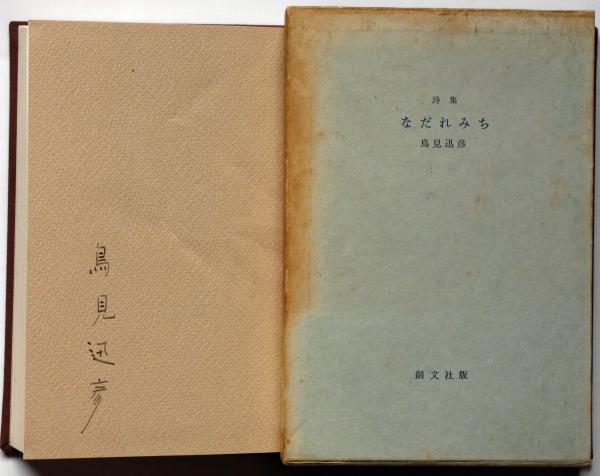 鳥見迅彦
詩集
なだれみち
鳥見迅彦
創文社版